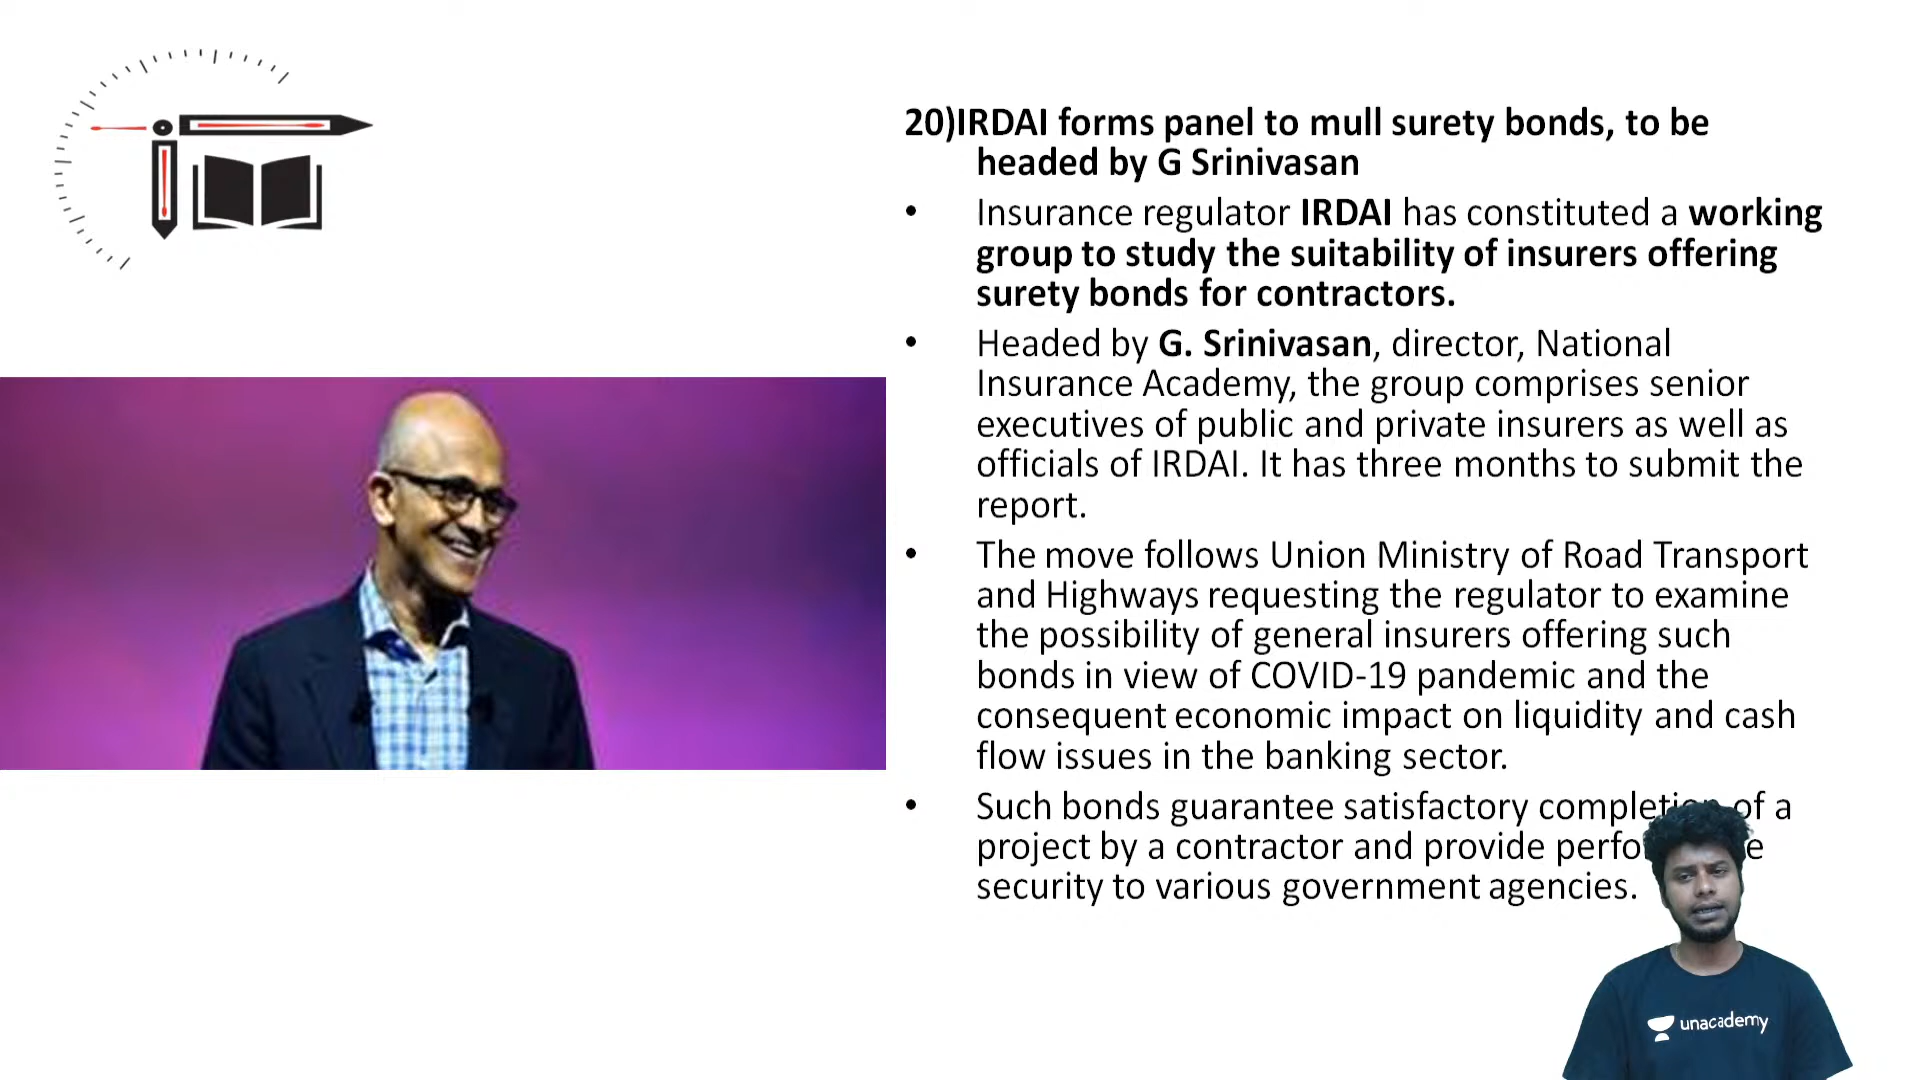 20)IRDAI forms panel to mull surety bonds, to be
headed by G Srinivasan
• Insurance regulator IRDAI has constituted a working
group to study the suitability of insurers offering
surety bonds for contractors.
• Headed by G. Srinivasan, director, National
Insurance Academy, the group comprises senior
executives of public and private insurers as well as
officials of IRDAI. It has three months to submit the
report.
• The move follows Union Ministry of Road Transport
and Highways requesting the regulator to examine
the possibility of general insurers offering such
bonds in view of COVID-19 pandemic and the
consequent economic impact on liquidity and cash
flow issues in the banking sector.
• Such bonds guarantee satisfactory completion of a
project by a contractor and provide
security to various government agencies.
unacademy